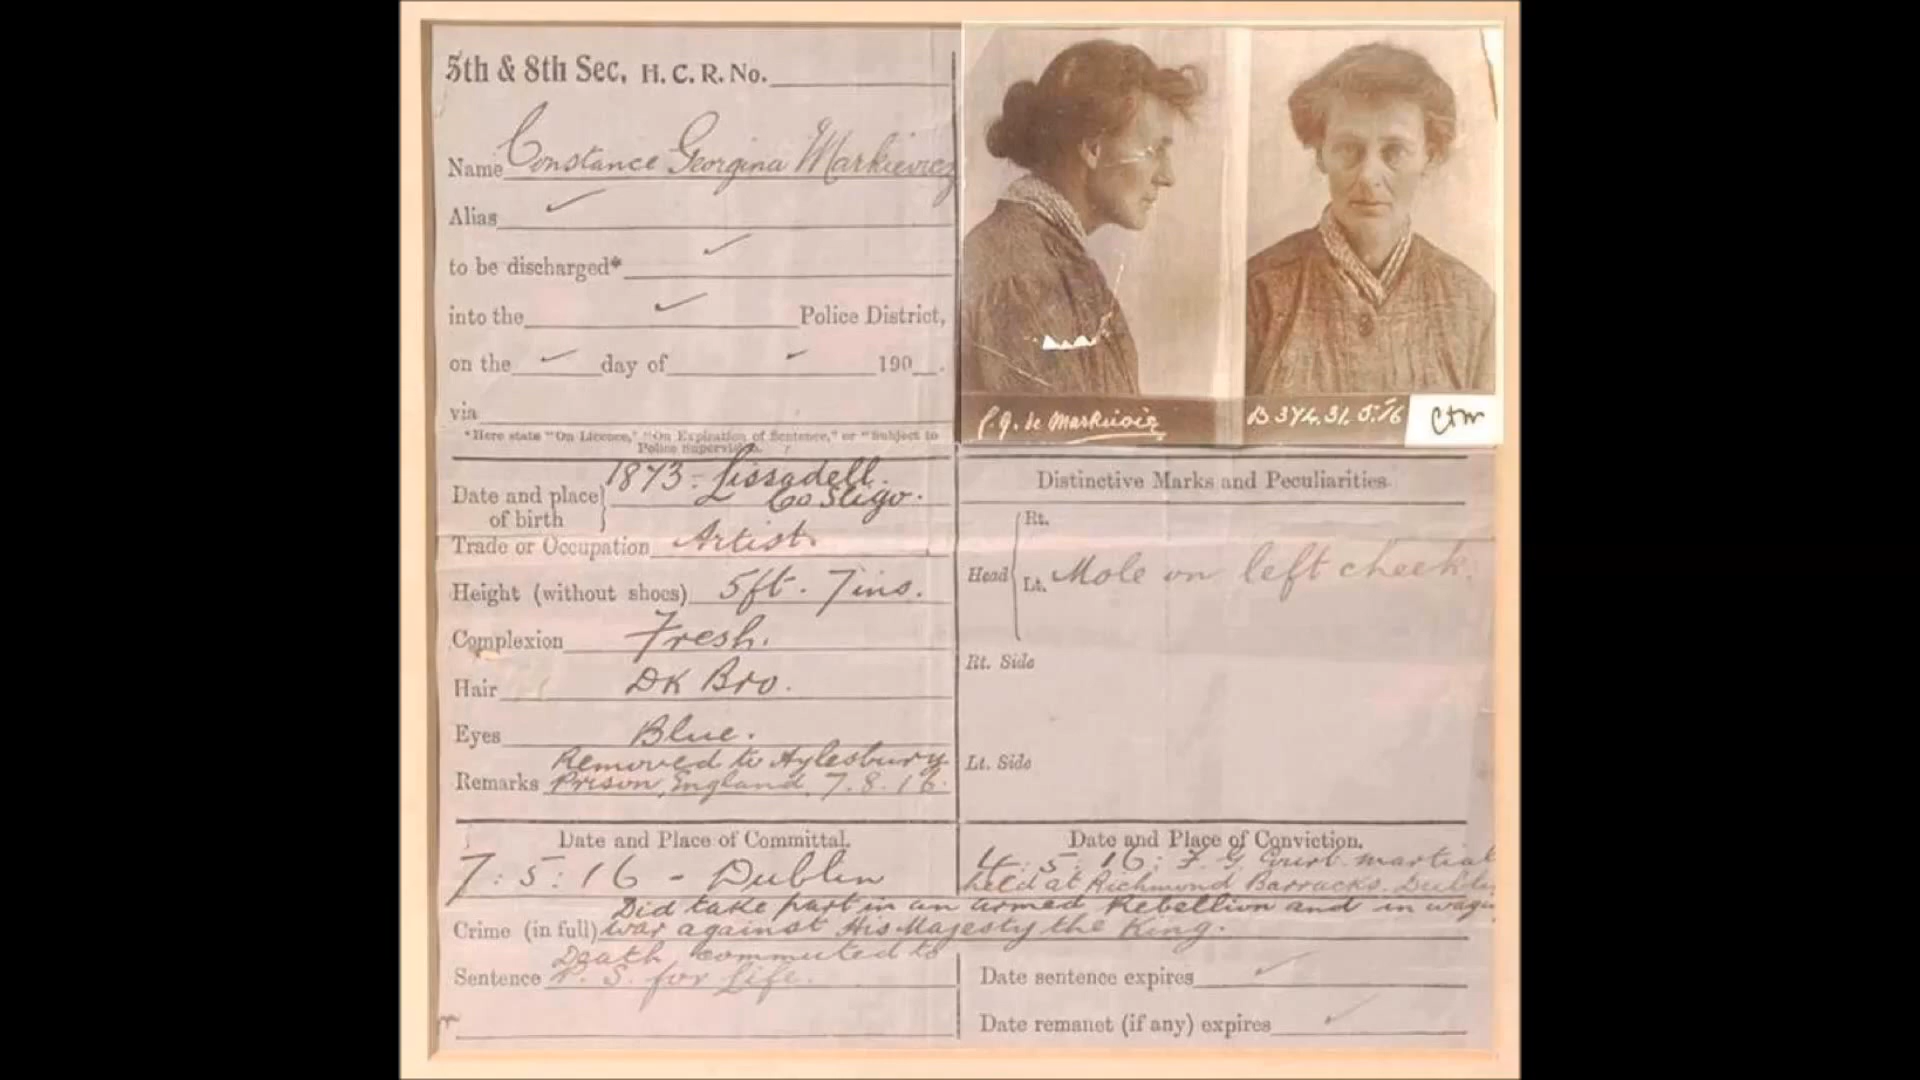 5th & 8th Sec, H. C. R. No.
Name Constance Georgina Markievicz
Alias
to be discharged*
into the Police District,
on the day of 190 .
via
*Here state "On Licence," "On Expiration of Sentence," or "Subject to
Police Supervision.
Date and place of birth 1873 - Lissadell.
Co Sligo.
Trade or Occupation Artist.
Height (without shoes) 5ft. 7ins.
Complexion Fresh.
Hair DK Bro.
Eyes Blue.
Remarks Removed to Aylesbury
Prison, England, 7.8.16.
C. G. de Markievicz
B 374.31.5.16
Distinctive Marks and Peculiarities.
Head Rt.
Lt. Mole on left cheek.
Rt. Side
Lt. Side
Date and Place of Committal.
7:5:16 - Dublin
Date and Place of Conviction.
4:5:16: F. G Court martial
held at Richmond Barracks. Dublin
Crime (in full) Did take part in an armed Rebellion and in wagin
war against His Majesty the King.
Sentence Death, commuted to
P. S. for Life.
Date sentence expires
Date remanet (if any) expires